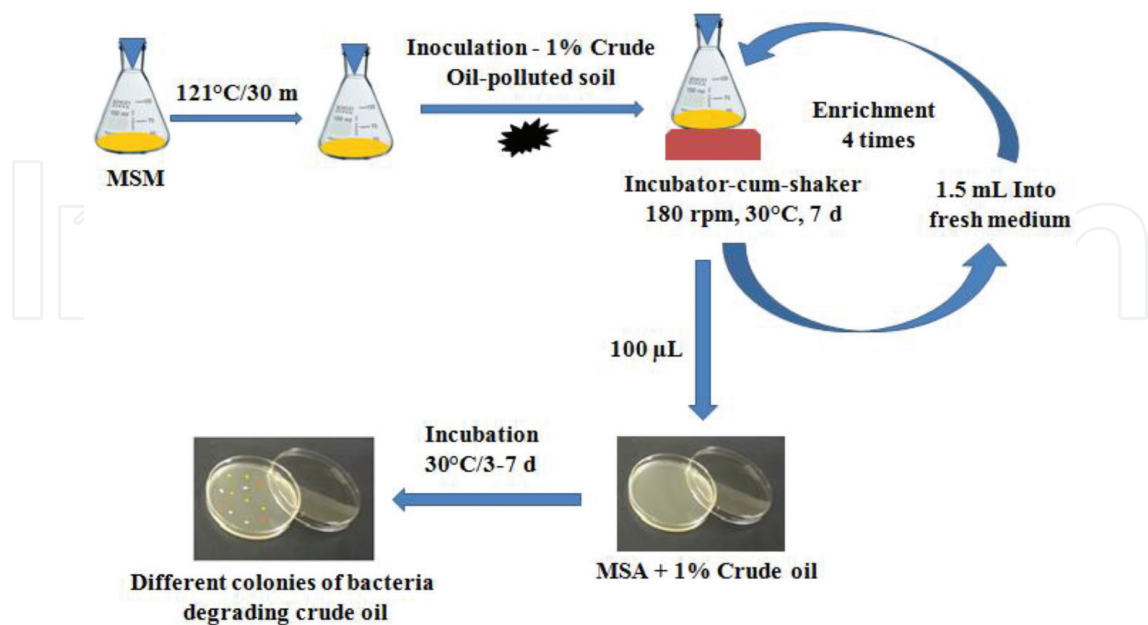 MSM
121°C/30 m
Inoculation - 1% Crude
Oil-polluted soil
Incubator-cum-shaker
180 rpm, 30°C, 7 d
Enrichment
4 times
1.5 mL Into
fresh medium
100 µL
MSA + 1% Crude oil
Incubation
30°C/3-7 d
Different colonies of bacteria
degrading crude oil